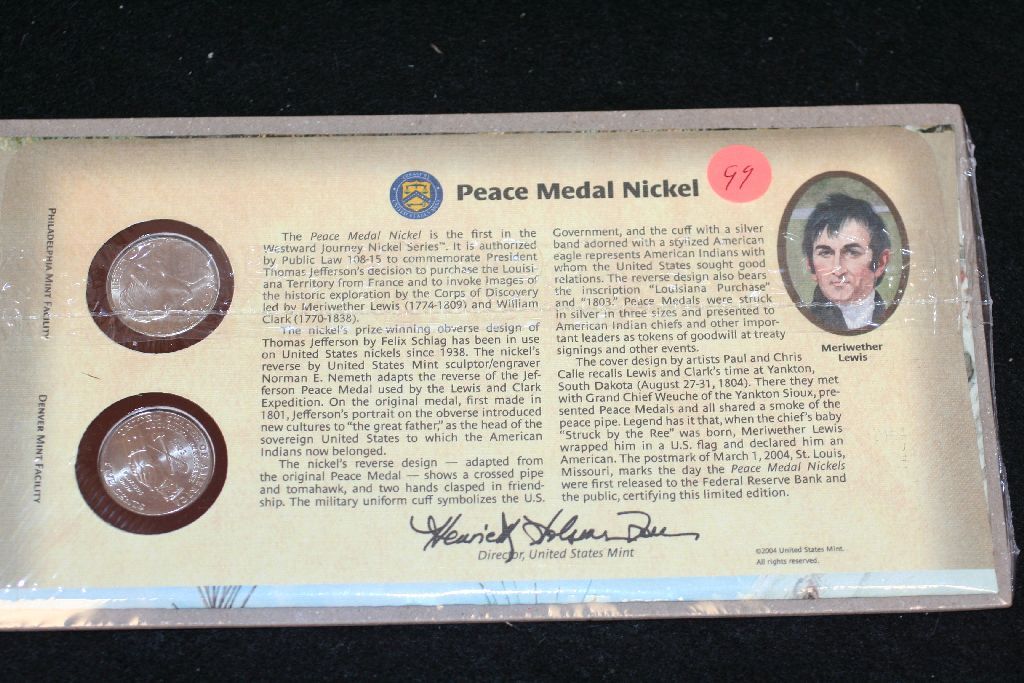 PHILADELPHIA MINT FACILITY
DENVER MINT FACILITY
Peace Medal Nickel
99
The Peace Medal Nickel is the first in the
Westward Journey Nickel Series™. It is authorized
by Public Law 108-15 to commemorate President
Thomas Jefferson's decision to purchase the Louisi-
ana Territory from France and to invoke images of
the historic exploration by the Corps of Discovery
led by Meriwether Lewis (1774-1809) and William
Clark (1770-1838).
The nickel's prize-winning obverse design of
Thomas Jefferson by Felix Schlag has been in use
on United States nickels since 1938. The nickel's
reverse by United States Mint sculptor/engraver
Norman E. Nemeth adapts the reverse of the Jef-
ferson Peace Medal used by the Lewis and Clark
Expedition. On the original medal, first made in
1801, Jefferson's portrait on the obverse introduced
new cultures to "the great father," as the head of the
sovereign United States to which the American
Indians now belonged.
The nickel's reverse design — adapted from
the original Peace Medal — shows a crossed pipe
and tomahawk, and two hands clasped in friend-
ship. The military uniform cuff symbolizes the U.S.
Government, and the cuff with a silver
band adorned with a stylized American
eagle represents American Indians with
whom the United States sought good
relations. The reverse design also bears
the inscription "Louisiana Purchase"
and "1803." Peace Medals were struck
in silver in three sizes and presented to
American Indian chiefs and other impor-
tant leaders as tokens of goodwill at treaty
signings and other events.
The cover design by artists Paul and Chris
Calle recalls Lewis and Clark's time at Yankton,
South Dakota (August 27-31, 1804). There they met
with Grand Chief Weuche of the Yankton Sioux, pre-
sented Peace Medals and all shared a smoke of the
peace pipe. Legend has it that, when the chief's baby
"Struck by the Ree" was born, Meriwether Lewis
wrapped him in a U.S. flag and declared him an
American. The postmark of March 1, 2004, St. Louis,
Missouri, marks the day the Peace Medal Nickels
were first released to the Federal Reserve Bank and
the public, certifying this limited edition.
Meriwether
Lewis
Director, United States Mint
©2004 United States Mint.
All rights reserved.